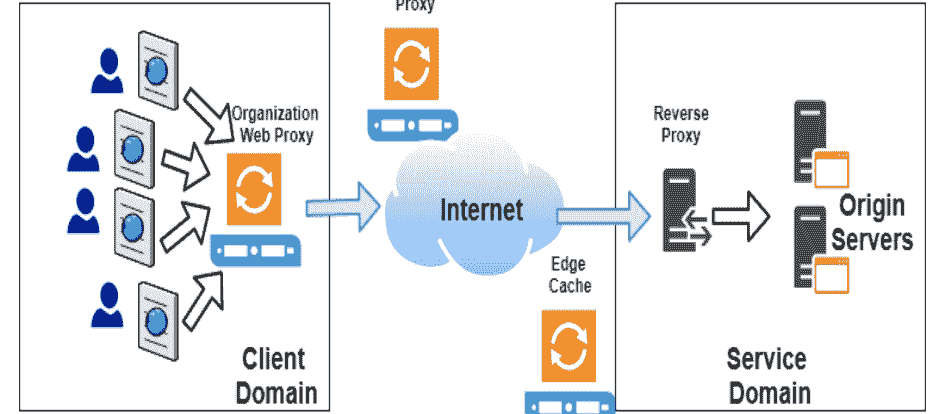 Proxy
Organization
Web Proxy
Reverse
Proxy
Internet
Origin
Servers
Edge
Cache
Client
Domain
Service
Domain